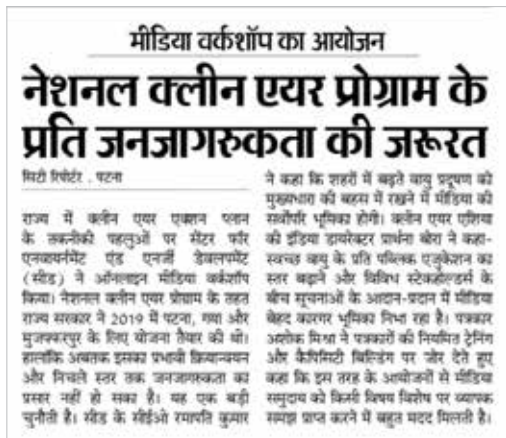 मीडिया वर्कशॉप का आयोजन
नेशनल क्लीन एयर प्रोग्राम के
प्रति जनजागरुकता की जरूरत
सिटी रिपोर्टर . पटना
राज्य में क्लीन एयर एक्शन प्लान
के तकनीकी पहलुओं पर सेंटर फॉर
एनवायर्नमेंट एंड एनर्जी डेवलपमेंट
(सीड) ने ऑनलाइन मीडिया वर्कशॉप
किया। नेशनल क्लीन एयर प्रोग्राम के तहत
राज्य सरकार ने 2019 में पटना, गया और
मुजफ्फरपुर के लिए योजना तैयार की थी।
हालांकि अबतक इसका प्रभावी क्रियान्वयन
और निचले स्तर तक जनजागरुकता का
प्रसार नहीं हो सका है। यह एक बड़ी
चुनौती है। सीड के सीईओ रमापति कुमार
ने कहा कि शहरों में बढ़ते वायु प्रदूषण को
मुख्यधारा की बहस में रखने में मीडिया की
सर्वोपरि भूमिका होगी। क्लीन एयर एशिया
की इंडिया डायरेक्टर प्रार्थना बोरा ने कहा-
स्वच्छ वायु के प्रति पब्लिक एजुकेशन का
स्तर बढ़ाने और विविध स्टेकहोल्डर्स के
बीच सूचनाओं के आदान-प्रदान में मीडिया
बेहद कारगर भूमिका निभा रहा है। पत्रकार
अशोक मिश्रा ने पत्रकारों की नियमित ट्रेनिंग
और कैपिसिटी बिल्डिंग पर जोर देते हुए
कहा कि इस तरह के आयोजनों से मीडिया
समुदाय को किसी विषय विशेष पर व्यापक
समझ प्राप्त करने में बहुत मदद मिलती है।